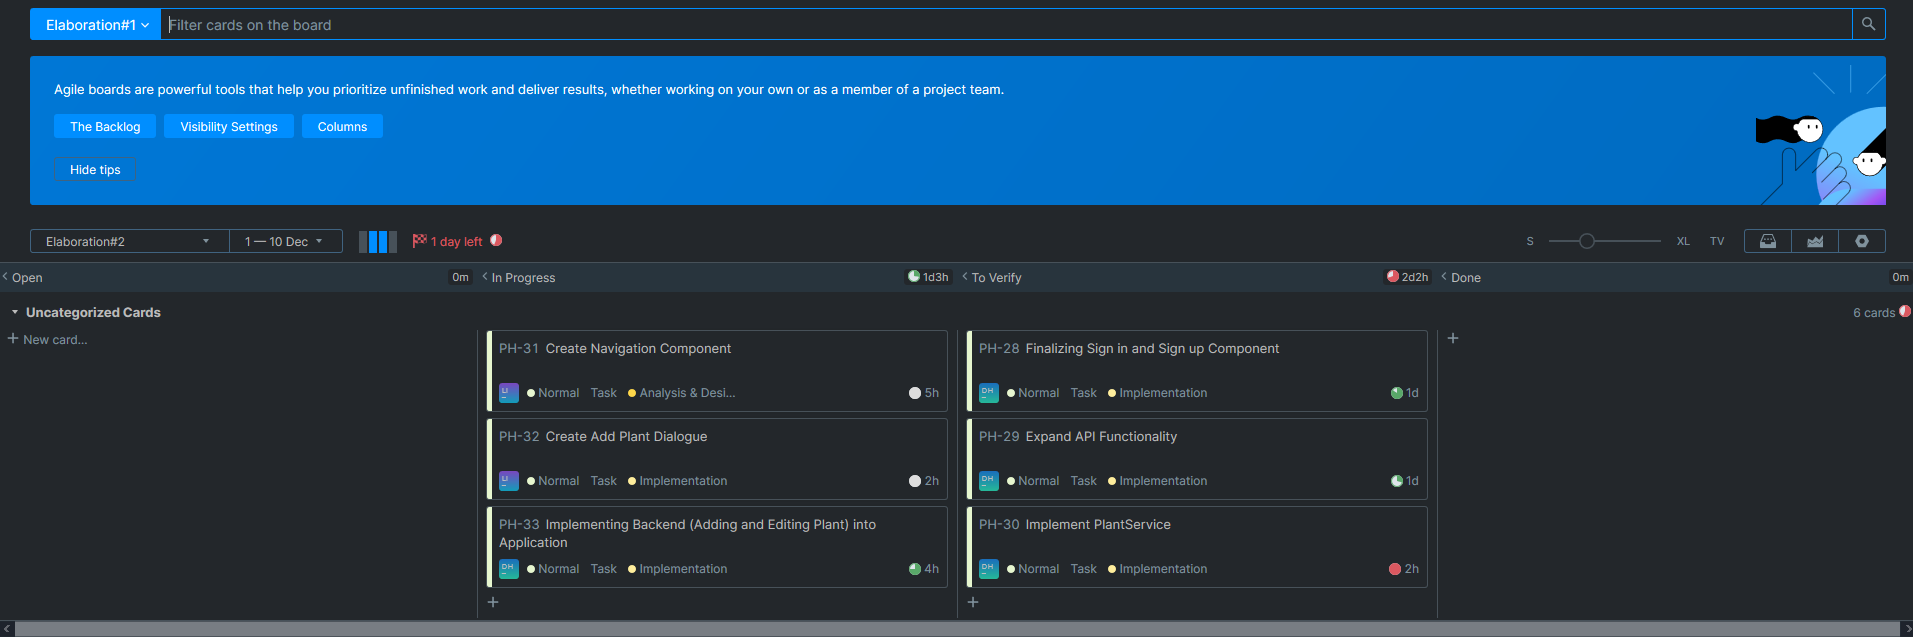 Elaboration#1
Filter cards on the board
Agile boards are powerful tools that help you prioritize unfinished work and deliver results, whether working on your own or as a member of a project team.
The Backlog
Visibility Settings
Columns
Hide tips
Elaboration#2
1 — 10 Dec
1 day left
S
XL
TV
Open
0m
In Progress
1d3h
To Verify
2d2h
Done
0m
Uncategorized Cards
6 cards
New card...
PH-31 Create Navigation Component
LI
Normal Task Analysis & Desi...
5h
PH-32 Create Add Plant Dialogue
LI
Normal Task Implementation
2h
PH-33 Implementing Backend (Adding and Editing Plant) into
Application
DH
Normal Task Implementation
4h
PH-28 Finalizing Sign in and Sign up Component
DH
Normal Task Implementation
1d
PH-29 Expand API Functionality
DH
Normal Task Implementation
1d
PH-30 Implement PlantService
DH
Normal Task Implementation
2h